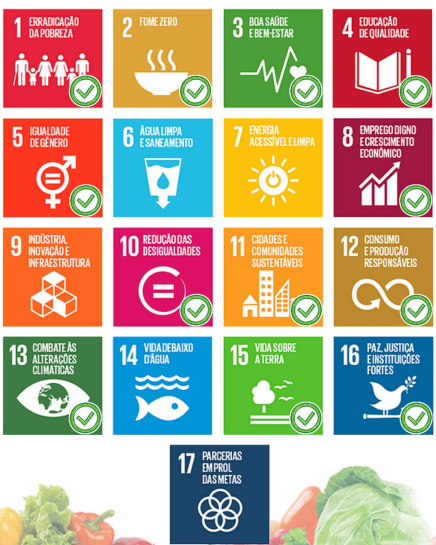 1 ERRADICAÇÃO
DA POBREZA
2 FOME ZERO
3 BOA SAÚDE
E BEM-ESTAR
4 EDUCAÇÃO
DE QUALIDADE
5 IGUALDADE
DE GÊNERO
6 ÁGUA LIMPA
E SANEAMENTO
7 ENERGIA
ACESSÍVEL E LIMPA
8 EMPREGO DIGNO
E CRESCIMENTO
ECONÔMICO
9 INDÚSTRIA,
INOVAÇÃO E
INFRAESTRUTURA
10 REDUÇÃO DAS
DESIGUALDADES
11 CIDADES E
COMUNIDADES
SUSTENTÁVEIS
12 CONSUMO
E PRODUÇÃO
RESPONSÁVEIS
13 COMBATE ÀS
ALTERAÇÕES
CLIMÁTICAS
14 VIDA DEBAIXO
D'ÁGUA
15 VIDA SOBRE
A TERRA
16 PAZ, JUSTIÇA
E INSTITUIÇÕES
FORTES
17 PARCERIAS
EM PROL
DAS METAS